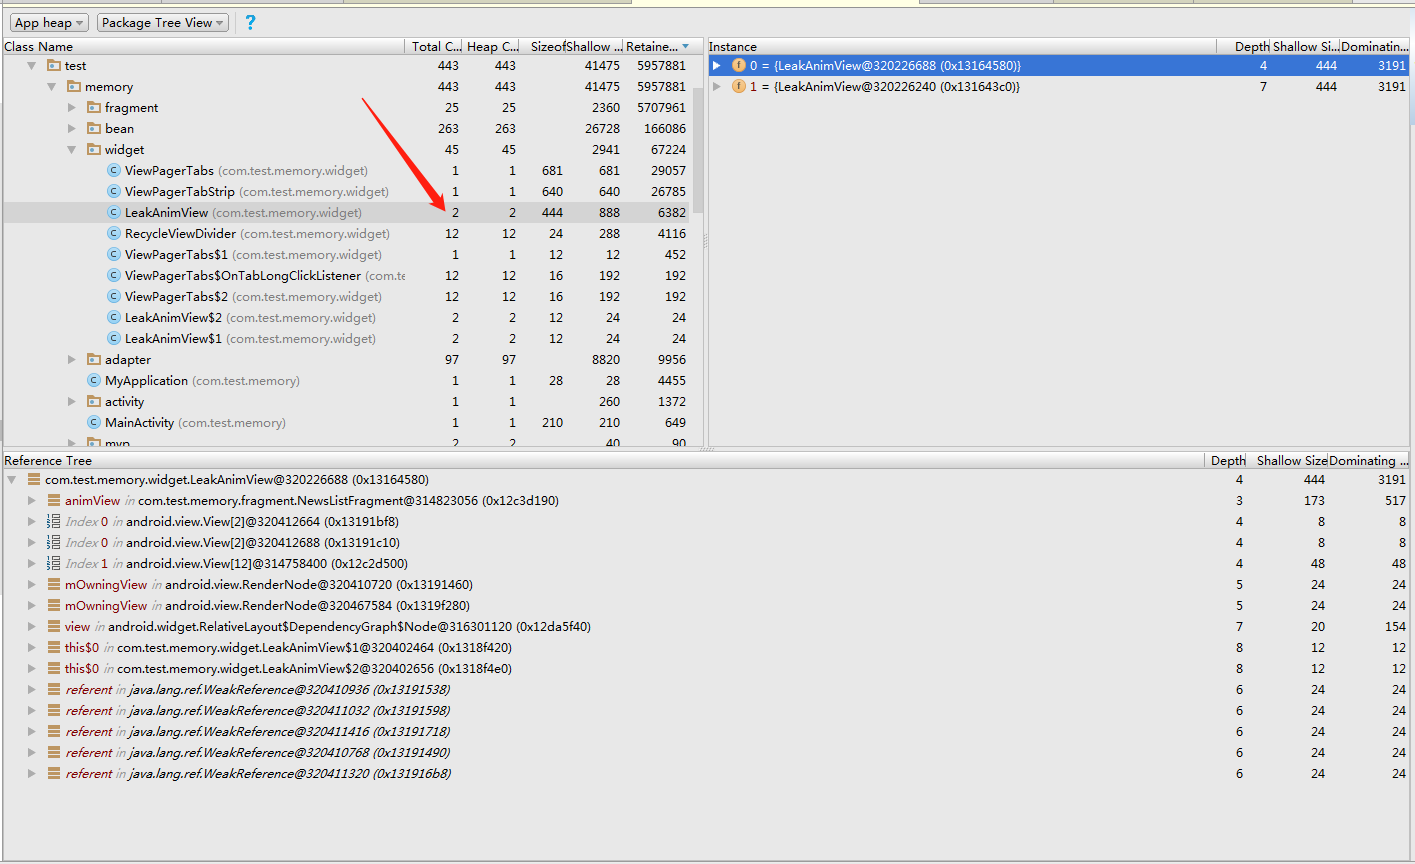 App heap Package Tree View ?
Class Name Total C... Heap C... Sizeof Shallow ... Retaine...
test 443 443 41475 5957881
memory 443 443 41475 5957881
fragment 25 25 2360 5707961
bean 263 263 26728 166086
widget 45 45 2941 67224
C ViewPagerTabs (com.test.memory.widget) 1 1 681 681 29057
C ViewPagerTabStrip (com.test.memory.widget) 1 1 640 640 26785
C LeakAnimView (com.test.memory.widget) 2 2 444 888 6382
C RecycleViewDivider (com.test.memory.widget) 12 12 24 288 4116
C ViewPagerTabs$1 (com.test.memory.widget) 1 1 12 12 452
C ViewPagerTabs$OnTabLongClickListener (com.te 12 12 16 192 192
C ViewPagerTabs$2 (com.test.memory.widget) 12 12 16 192 192
C LeakAnimView$2 (com.test.memory.widget) 2 2 12 24 24
C LeakAnimView$1 (com.test.memory.widget) 2 2 12 24 24
adapter 97 97 8820 9956
C MyApplication (com.test.memory) 1 1 28 28 4455
activity 1 1 260 1372
C MainActivity (com.test.memory) 1 1 210 210 649
mvp 2 2 40 90
Instance Depth Shallow Si... Dominatin...
f 0 = {LeakAnimView@320226688 (0x13164580)} 4 444 3191
f 1 = {LeakAnimView@320226240 (0x131643c0)} 7 444 3191
Reference Tree Depth Shallow Size Dominating ...
com.test.memory.widget.LeakAnimView@320226688 (0x13164580) 4 444 3191
animView in com.test.memory.fragment.NewsListFragment@314823056 (0x12c3d190) 3 173 517
Index 0 in android.view.View[2]@320412664 (0x13191bf8) 4 8 8
Index 0 in android.view.View[2]@320412688 (0x13191c10) 4 8 8
Index 1 in android.view.View[12]@314758400 (0x12c2d500) 4 48 48
mOwningView in android.view.RenderNode@320410720 (0x13191460) 5 24 24
mOwningView in android.view.RenderNode@320467584 (0x1319f280) 5 24 24
view in android.widget.RelativeLayout$DependencyGraph$Node@316301120 (0x12da5f40) 7 20 154
this$0 in com.test.memory.widget.LeakAnimView$1@320402464 (0x1318f420) 8 12 12
this$0 in com.test.memory.widget.LeakAnimView$2@320402656 (0x1318f4e0) 8 12 12
referent in java.lang.ref.WeakReference@320410936 (0x13191538) 6 24 24
referent in java.lang.ref.WeakReference@320411032 (0x13191598) 6 24 24
referent in java.lang.ref.WeakReference@320411416 (0x13191718) 6 24 24
referent in java.lang.ref.WeakReference@320410768 (0x13191490) 6 24 24
referent in java.lang.ref.WeakReference@320411320 (0x131916b8) 6 24 24